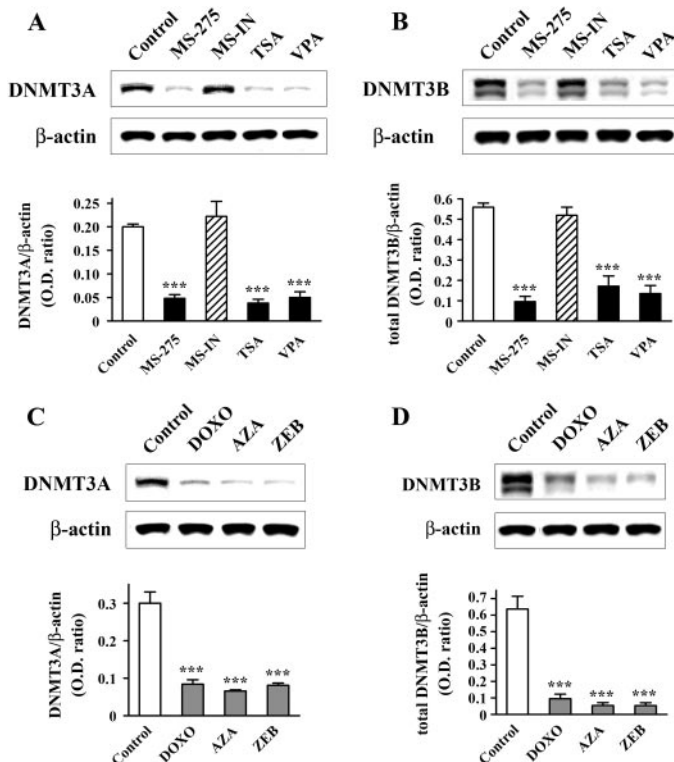 A
Control
MS-275
MS-IN
TSA
VPA
DNMT3A
β-actin
DNMT3A/β-actin
(O.D. ratio)
0.20
0.20
0.10
0.05
0
***
***
***
Control
MS-275
MS-IN
TSA
VPA
B
Control
MS-275
MS-IN
TSA
VPA
DNMT3B
β-actin
total DNMT3B/β-actin
(O.D. ratio)
0.6
0.5
0.4
0.3
0.2
0.1
0
***
***
***
Control
MS-275
MS-IN
TSA
VPA
C
Control
DOXO
AZA
ZEB
DNMT3A
β-actin
DNMT3A/β-actin
(O.D. ratio)
0.3
0.2
0.1
0
***
***
***
Control
DOXO
AZA
ZEB
D
Control
DOXO
AZA
ZEB
DNMT3B
β-actin
total DNMT3B/β-actin
(O.D. ratio)
0.7
0.6
0.5
0.4
0.3
0.2
0.1
0
***
***
***
Control
DOXO
AZA
ZEB